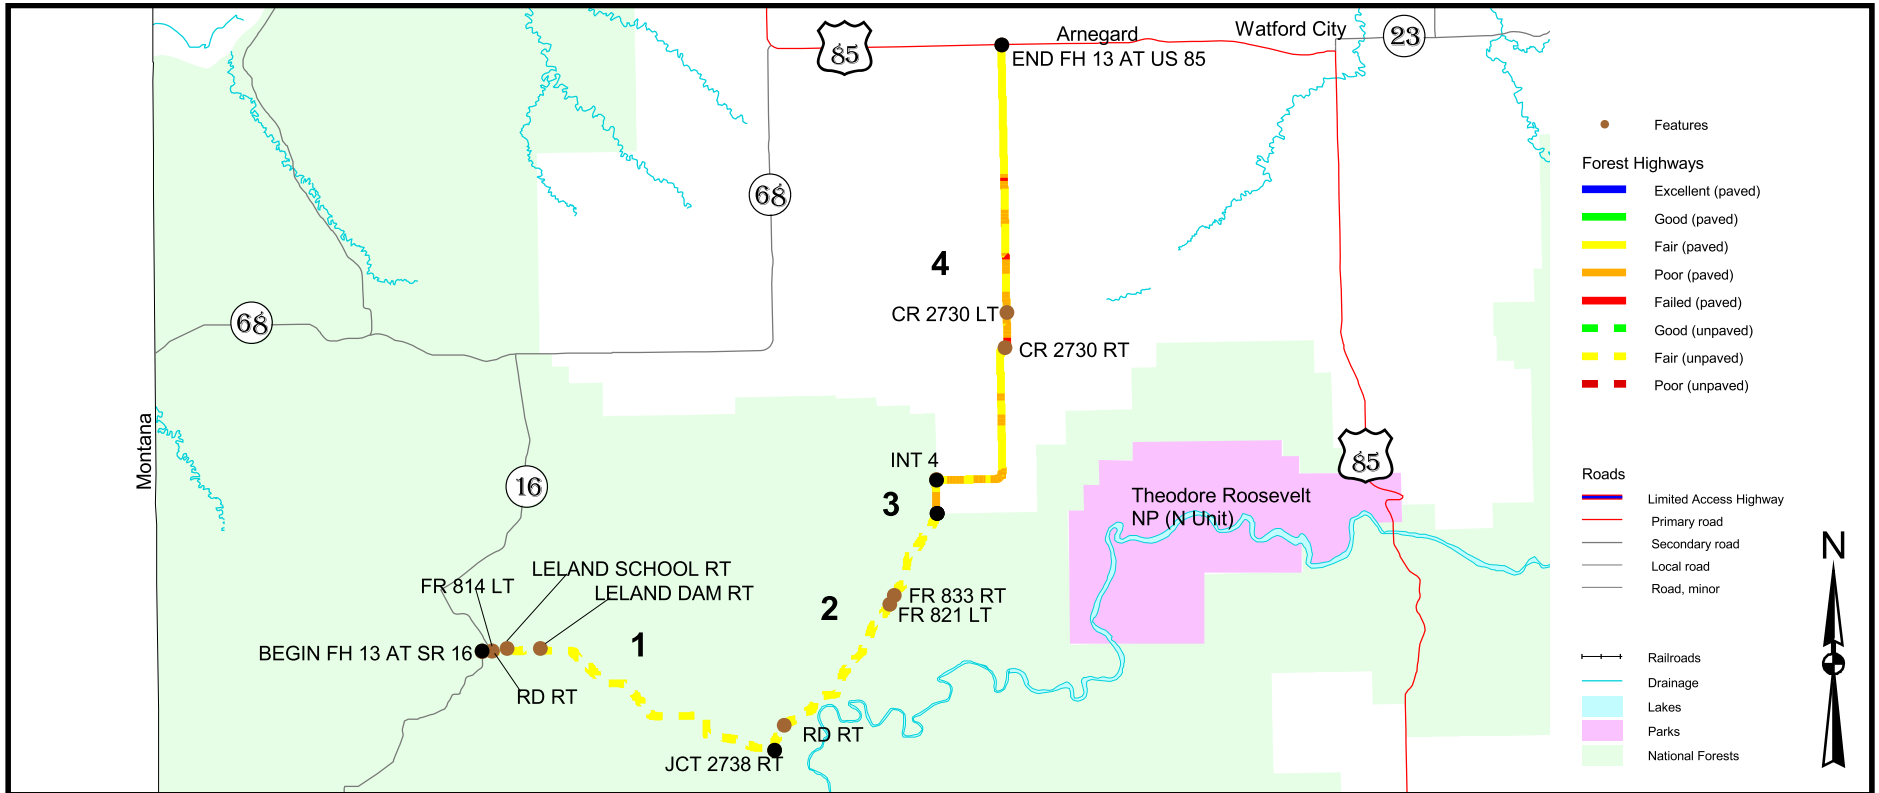 Arnegard
Watford City
85
23
END FH 13 AT US 85
68
4
CR 2730 LT
CR 2730 RT
68
Montana
16
INT 4
3
85
Theodore Roosevelt
NP (N Unit)
LELAND SCHOOL RT
FR 814 LT
LELAND DAM RT
FR 833 RT
FR 821 LT
2
1
BEGIN FH 13 AT SR 16
RD RT
RD RT
JCT 2738 RT
Features
Forest Highways
Excellent (paved)
Good (paved)
Fair (paved)
Poor (paved)
Failed (paved)
Good (unpaved)
Fair (unpaved)
Poor (unpaved)
Roads
Limited Access Highway
Primary road
Secondary road
Local road
Road, minor
Railroads
Drainage
Lakes
Parks
National Forests
N